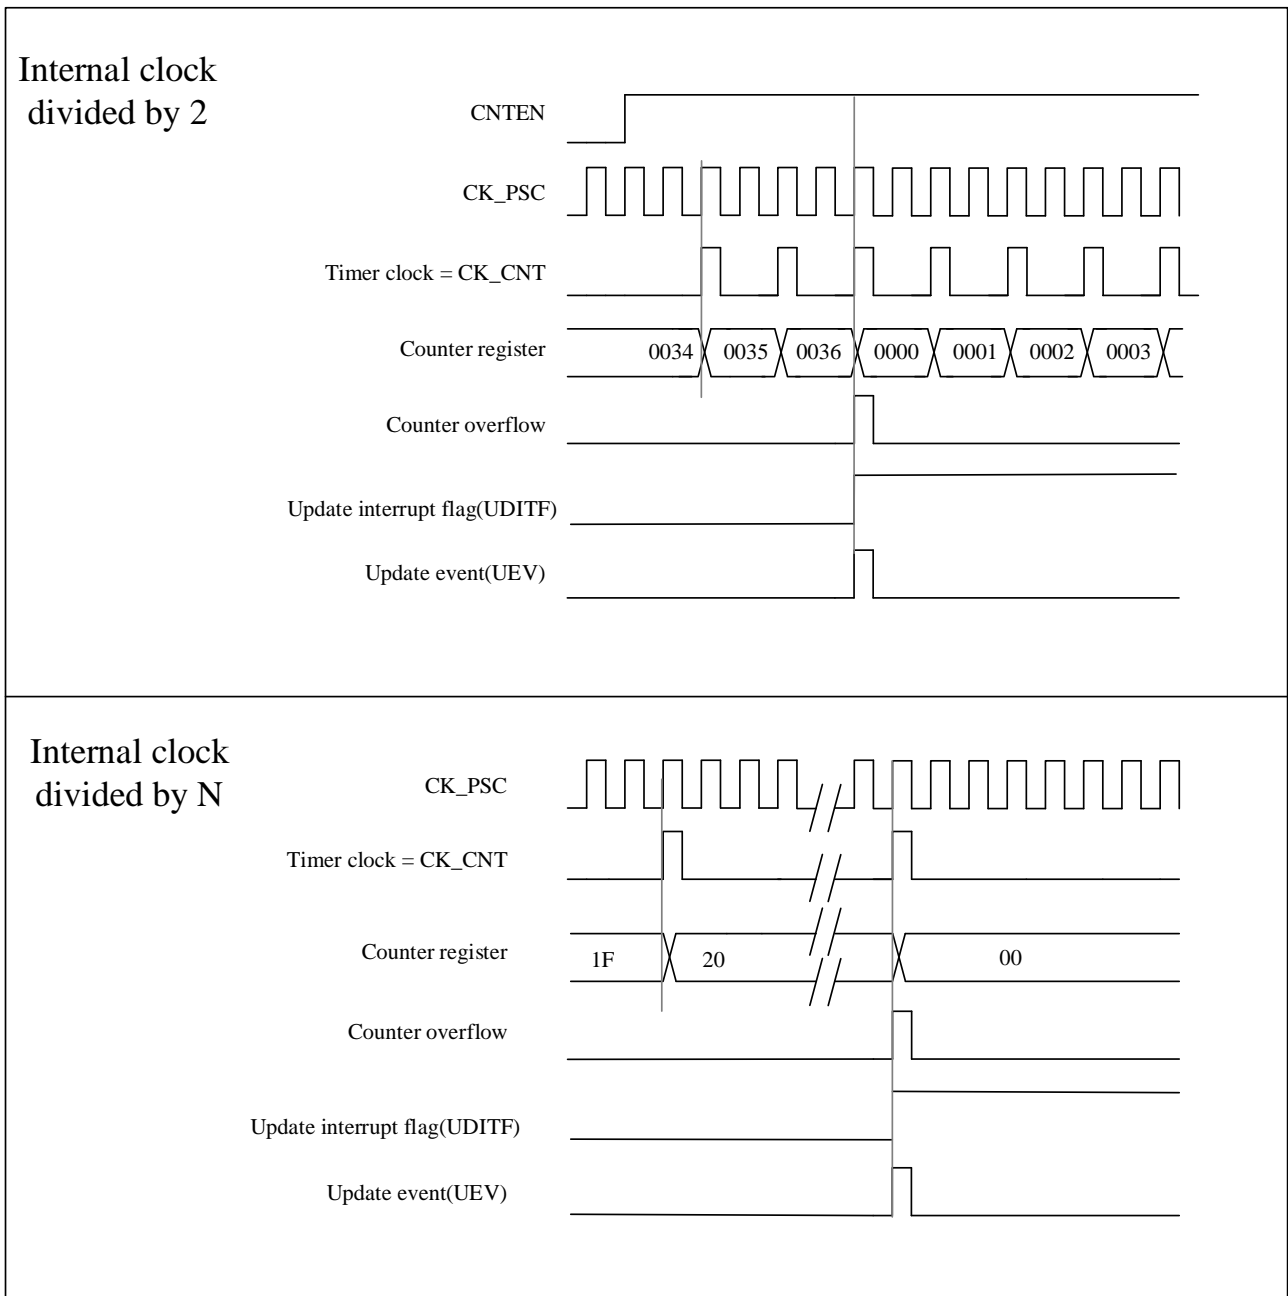 Internal clock
divided by 2
CNTEN
CK_PSC
Timer clock = CK_CNT
Counter register
0034 0035 0036 0000 0001 0002 0003
Counter overflow
Update interrupt flag(UDITF)
Update event(UEV)
Internal clock
divided by N
CK_PSC
Timer clock = CK_CNT
Counter register
1F 20 00
Counter overflow
Update interrupt flag(UDITF)
Update event(UEV)